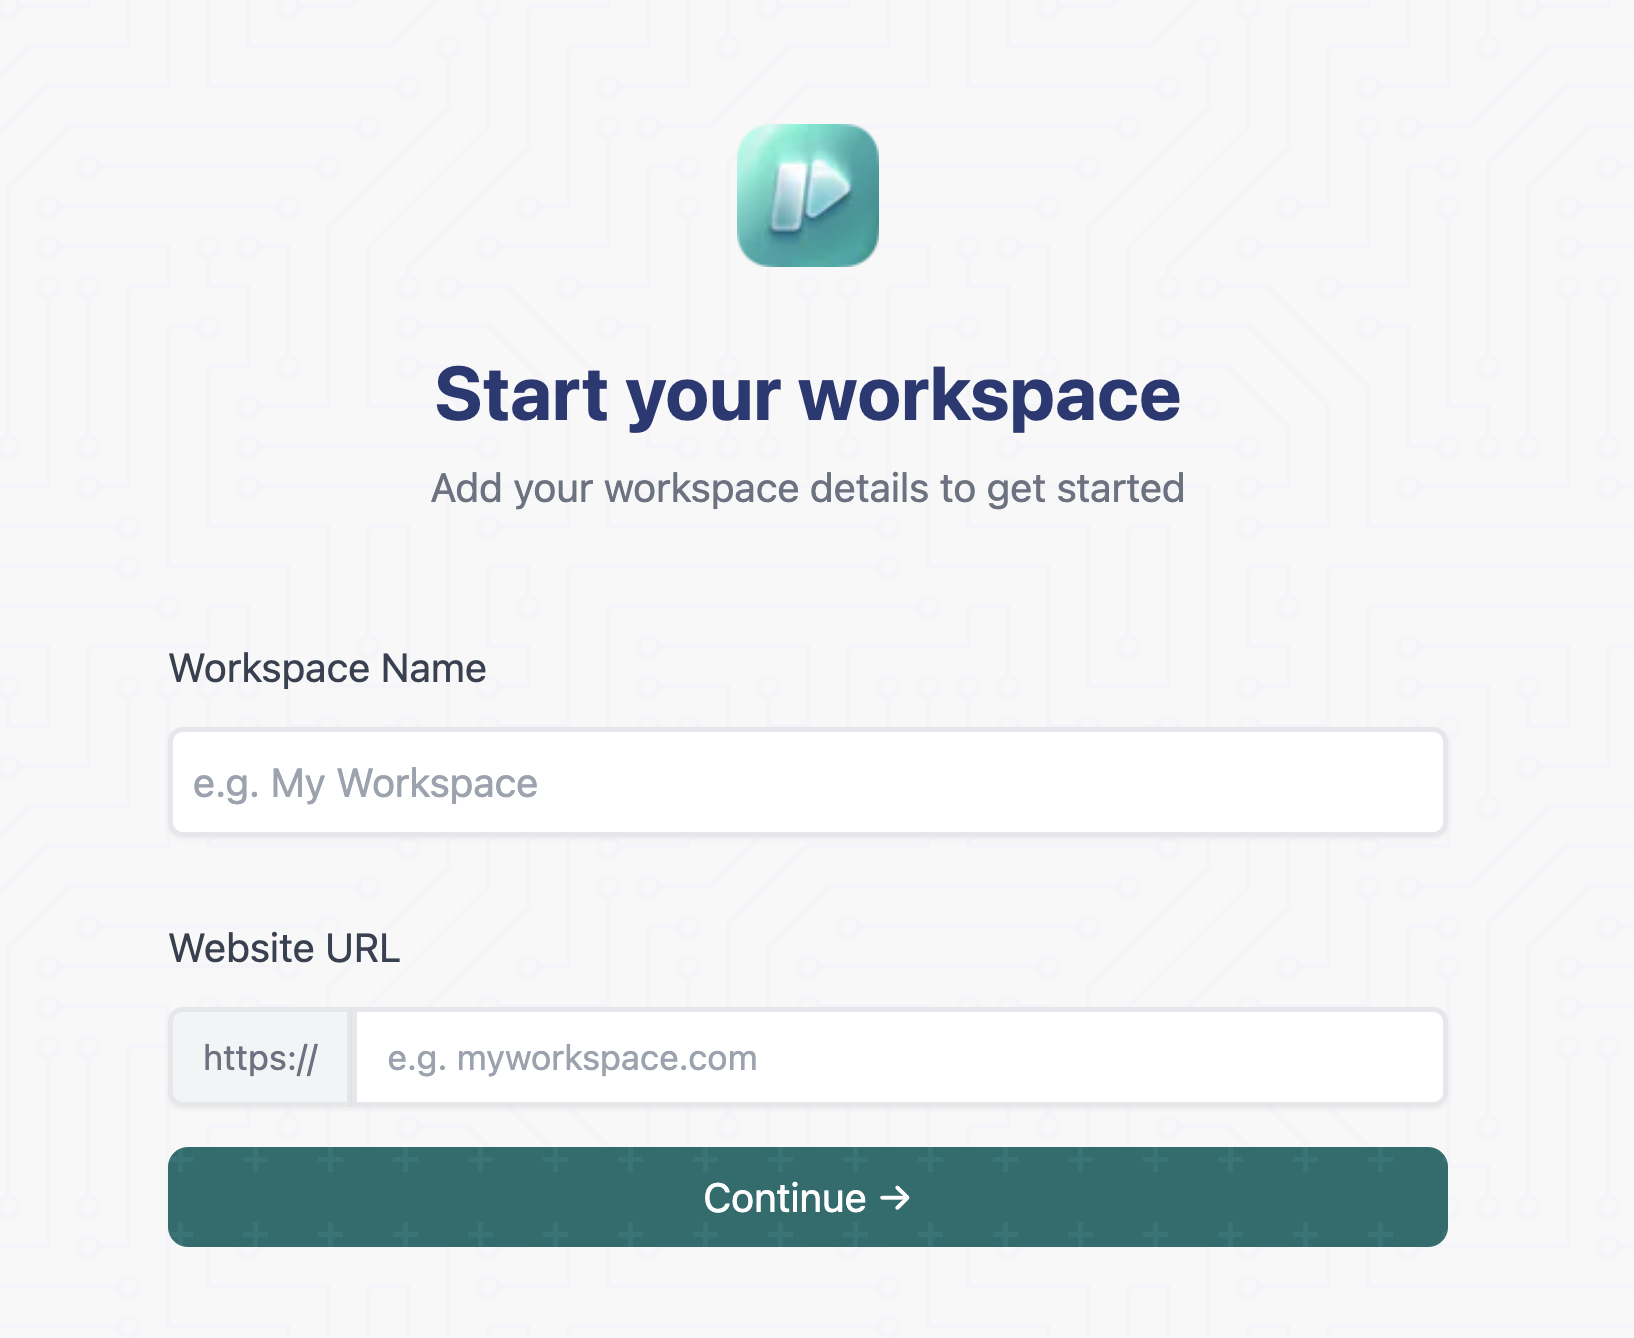 Start your workspace
Add your workspace details to get started
Workspace Name
e.g. My Workspace
Website URL
https:// e.g. myworkspace.com
Continue →